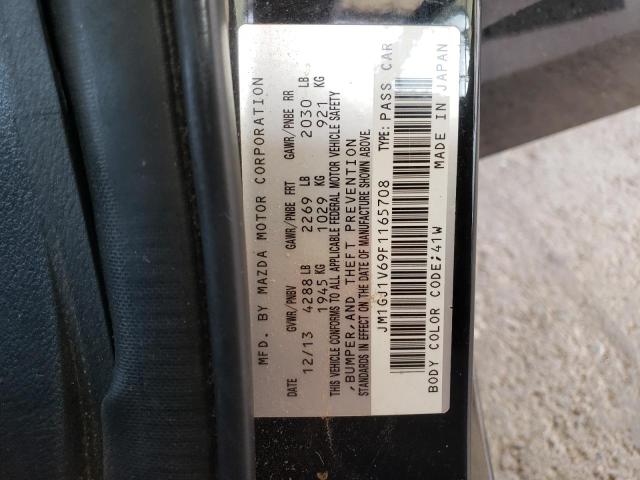 MFD. BY MAZDA MOTOR CORPORATION
DATE GVWR/PNBV GAWR/PNBE FRT GAWR/PNBE RR
12/13 4288 LB 2269 LB 2030 LB
1945 KG 1029 KG 921 KG
THIS VEHICLE CONFORMS TO ALL APPLICABLE FEDERAL MOTOR VEHICLE SAFETY
,BUMPER,AND THEFT PREVENTION
STANDARDS IN EFFECT ON THE DATE OF MANUFACTURE SHOWN ABOVE.
JM1GJ1V69F1165708 TYPE: PASS CAR
BODY COLOR CODE;41W MADE IN JAPAN